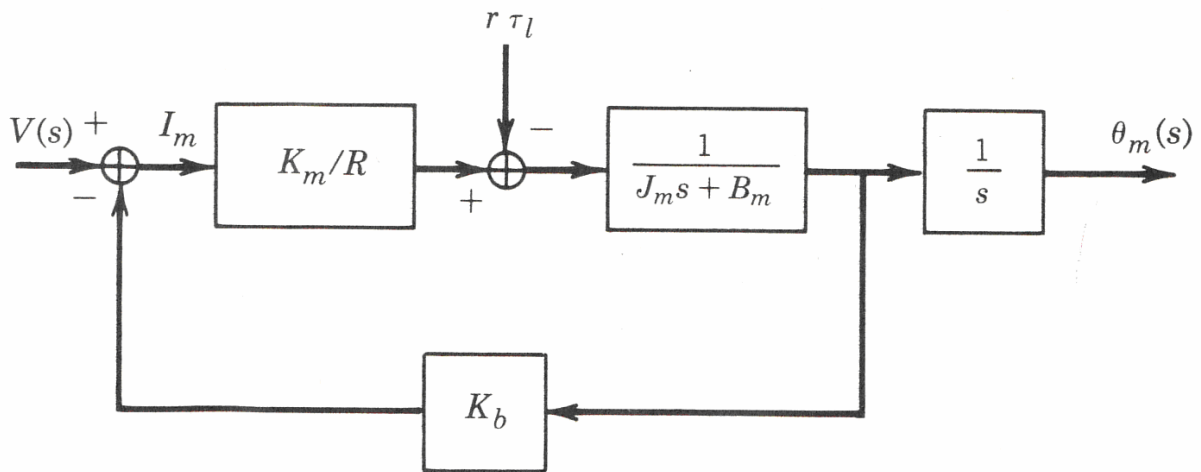 r τ_l
−
V(s) +
−
I_m
K_m/R
+
1
J_m s + B_m
1
s
θ_m(s)
K_b